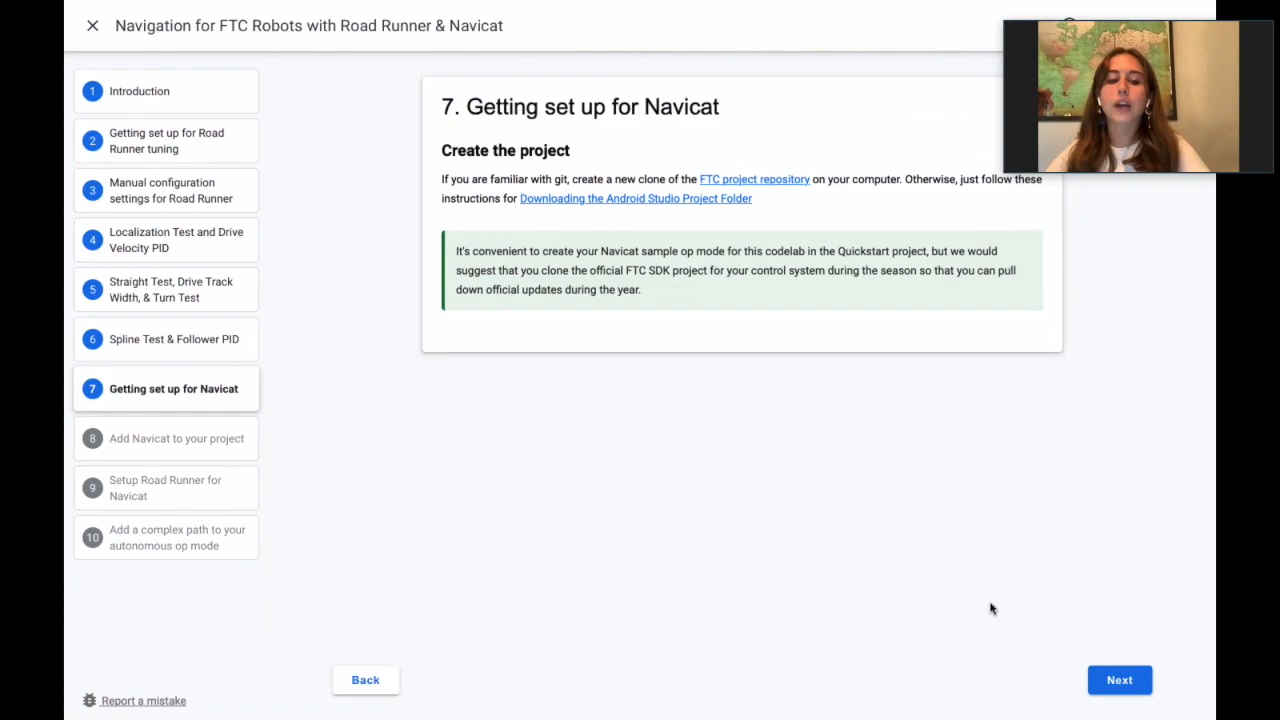 Navigation for FTC Robots with Road Runner & Navicat
1 Introduction
2 Getting set up for Road
Runner tuning
3 Manual configuration
settings for Road Runner
4 Localization Test and Drive
Velocity PID
5 Straight Test, Drive Track
Width, & Turn Test
6 Spline Test & Follower PID
7 Getting set up for Navicat
8 Add Navicat to your project
9 Setup Road Runner for
Navicat
10 Add a complex path to your
autonomous op mode
Report a mistake
7. Getting set up for Navicat
Create the project
If you are familiar with git, create a new clone of the FTC project repository on your computer. Otherwise, just follow these
instructions for Downloading the Android Studio Project Folder
It's convenient to create your Navicat sample op mode for this codelab in the Quickstart project, but we would
suggest that you clone the official FTC SDK project for your control system during the season so that you can pull
down official updates during the year.
Back
Next